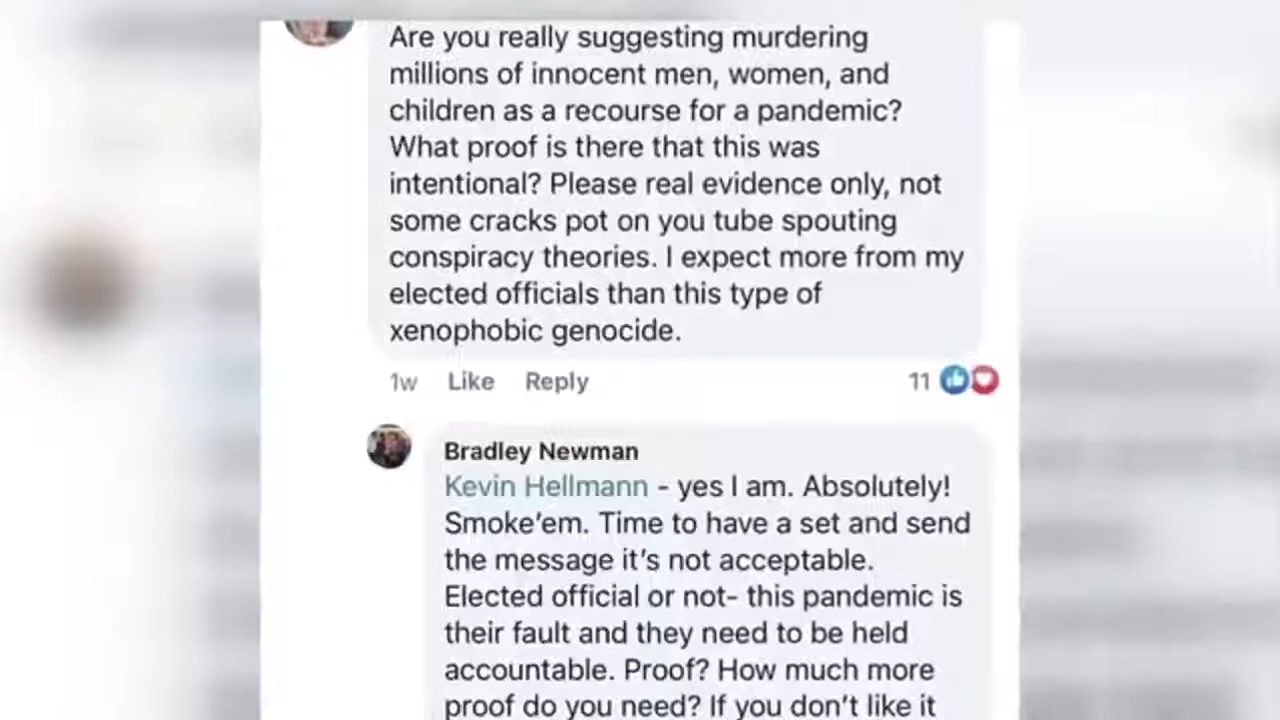 Are you really suggesting murdering
millions of innocent men, women, and
children as a recourse for a pandemic?
What proof is there that this was
intentional? Please real evidence only, not
some cracks pot on you tube spouting
conspiracy theories. I expect more from my
elected officials than this type of
xenophobic genocide.
1w Like Reply 11
Bradley Newman
Kevin Hellmann - yes I am. Absolutely!
Smoke’em. Time to have a set and send
the message it’s not acceptable.
Elected official or not- this pandemic is
their fault and they need to be held
accountable. Proof? How much more
proof do you need? If you don’t like it